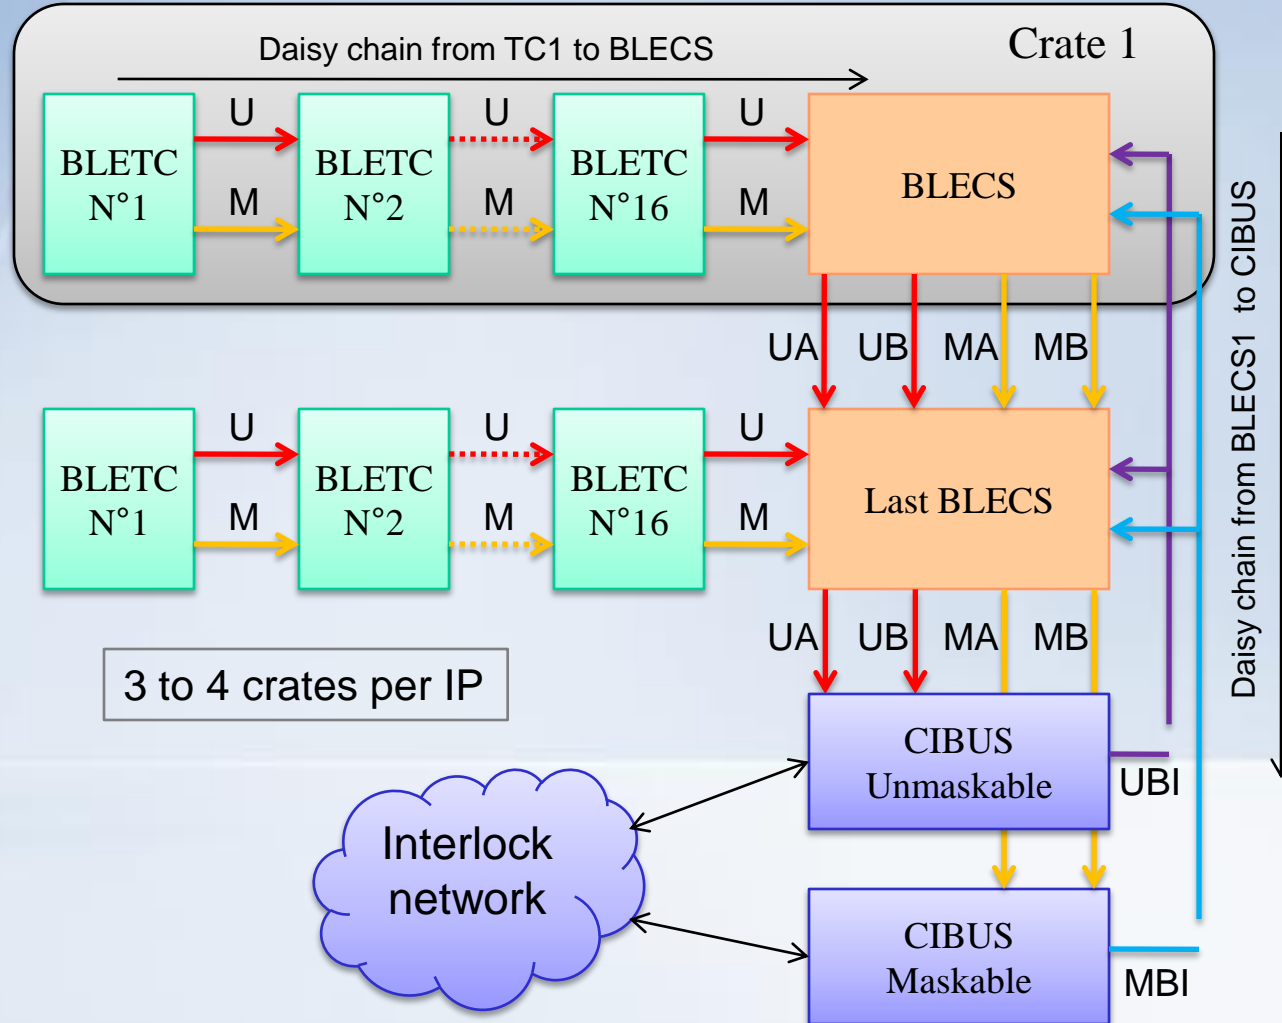 Daisy chain from TC1 to BLECS
Crate 1
U
U
U
BLETC
N°1
BLETC
N°2
BLETC
N°16
BLECS
M
M
M
UA
UB
MA
MB
Daisy chain from BLECS1 to CIBUS
U
U
U
BLETC
N°1
BLETC
N°2
BLETC
N°16
Last BLECS
M
M
M
UA
UB
MA
MB
3 to 4 crates per IP
CIBUS
Unmaskable
UBI
Interlock
network
CIBUS
Maskable
MBI